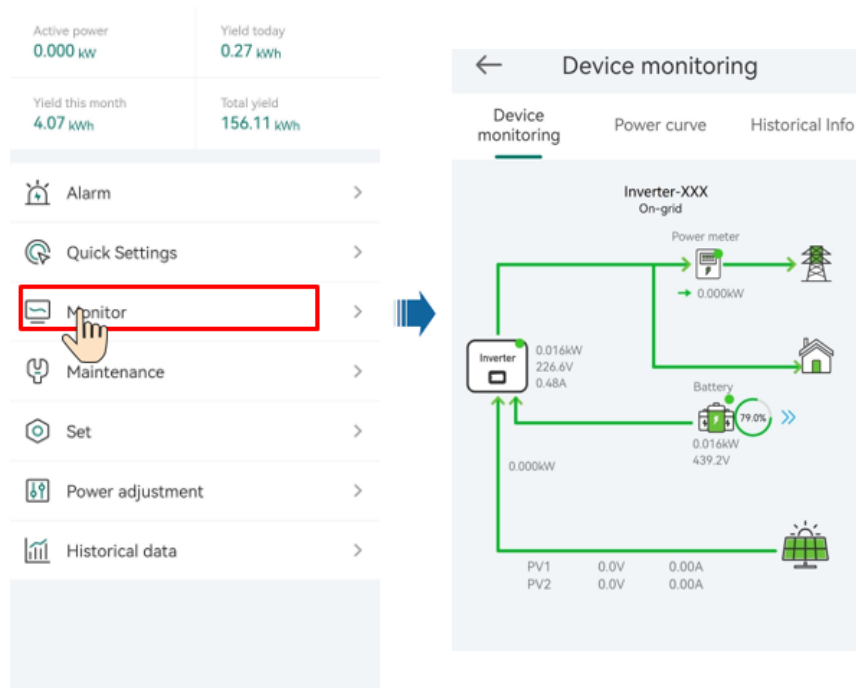 Active power
0.000 kW
Yield today
0.27 kWh
Yield this month
4.07 kWh
Total yield
156.11 kWh
Alarm
Quick Settings
Monitor
Maintenance
Set
Power adjustment
Historical data
Device monitoring
Device
monitoring
Power curve
Historical Info
Inverter-XXX
On-grid
Power meter
0.000kW
Inverter
0.016kW
226.6V
0.48A
Battery
79.0%
0.016kW
439.2V
0.000kW
PV1 0.0V 0.00A
PV2 0.0V 0.00A